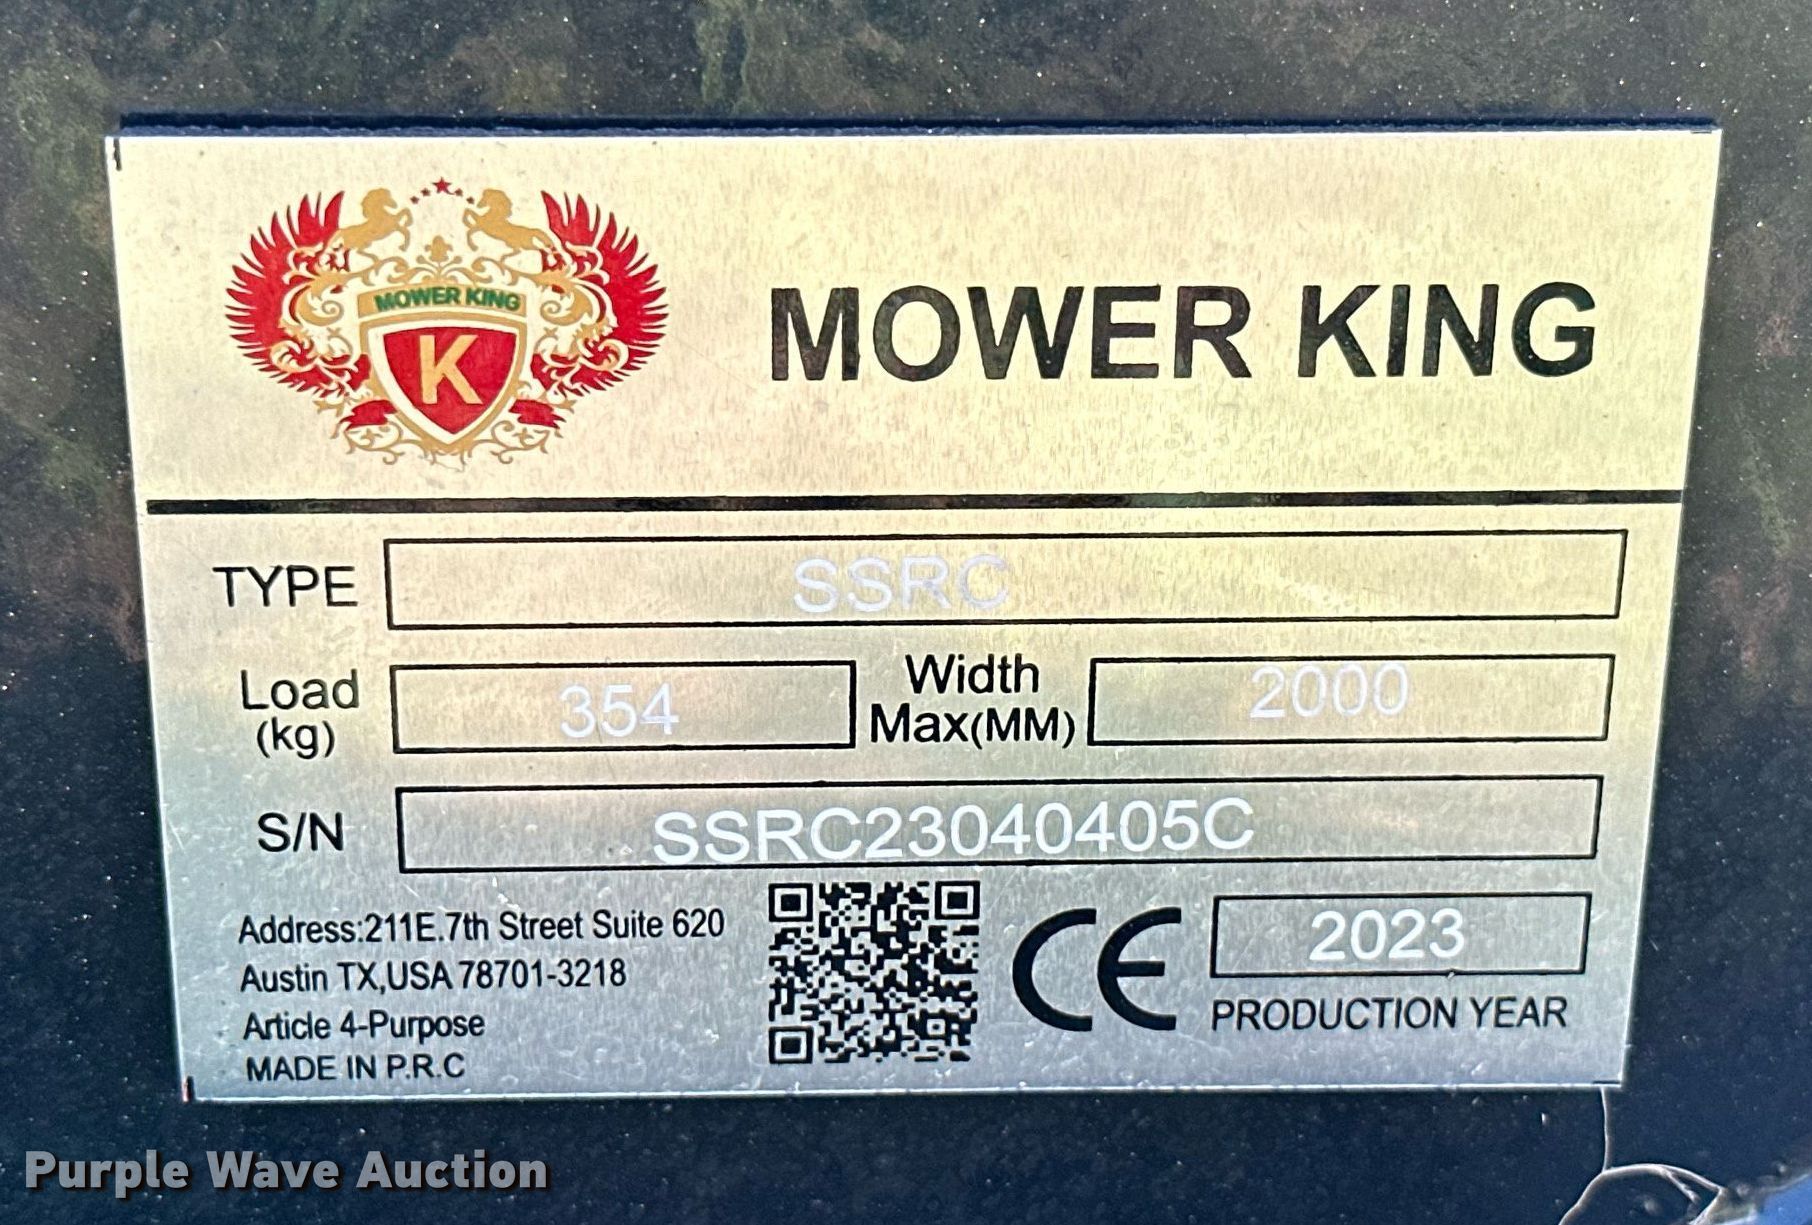 MOWER KING
K
MOWER KING
TYPE SSRC
Load (kg) 354 Width Max(MM) 2000
S/N SSRC23040405C
Address:211E.7th Street Suite 620
Austin TX,USA 78701-3218
Article 4-Purpose
MADE IN P.R.C
CE
2023
PRODUCTION YEAR
Purple Wave Auction